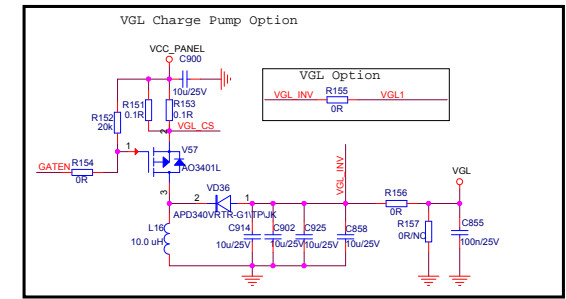 VGL Charge Pump Option
VCC_PANEL
C900
10u/25V
VGL Option
R155
VGL_INV
VGL1
0R
R151
0.1R
R153
0.1R
R152
20k
VGL_CS
2
1
V57
AO3401L
GATEN
R154
0R
3
VGL_INV
VGL
VD36
2
1
R156
0R
APD340VRTR-G1\TP\JK
L16
10.0 uH
C914
10u/25V
C902
10u/25V
C925
10u/25V
C858
10u/25V
R157
0R/NC
C855
100n/25V